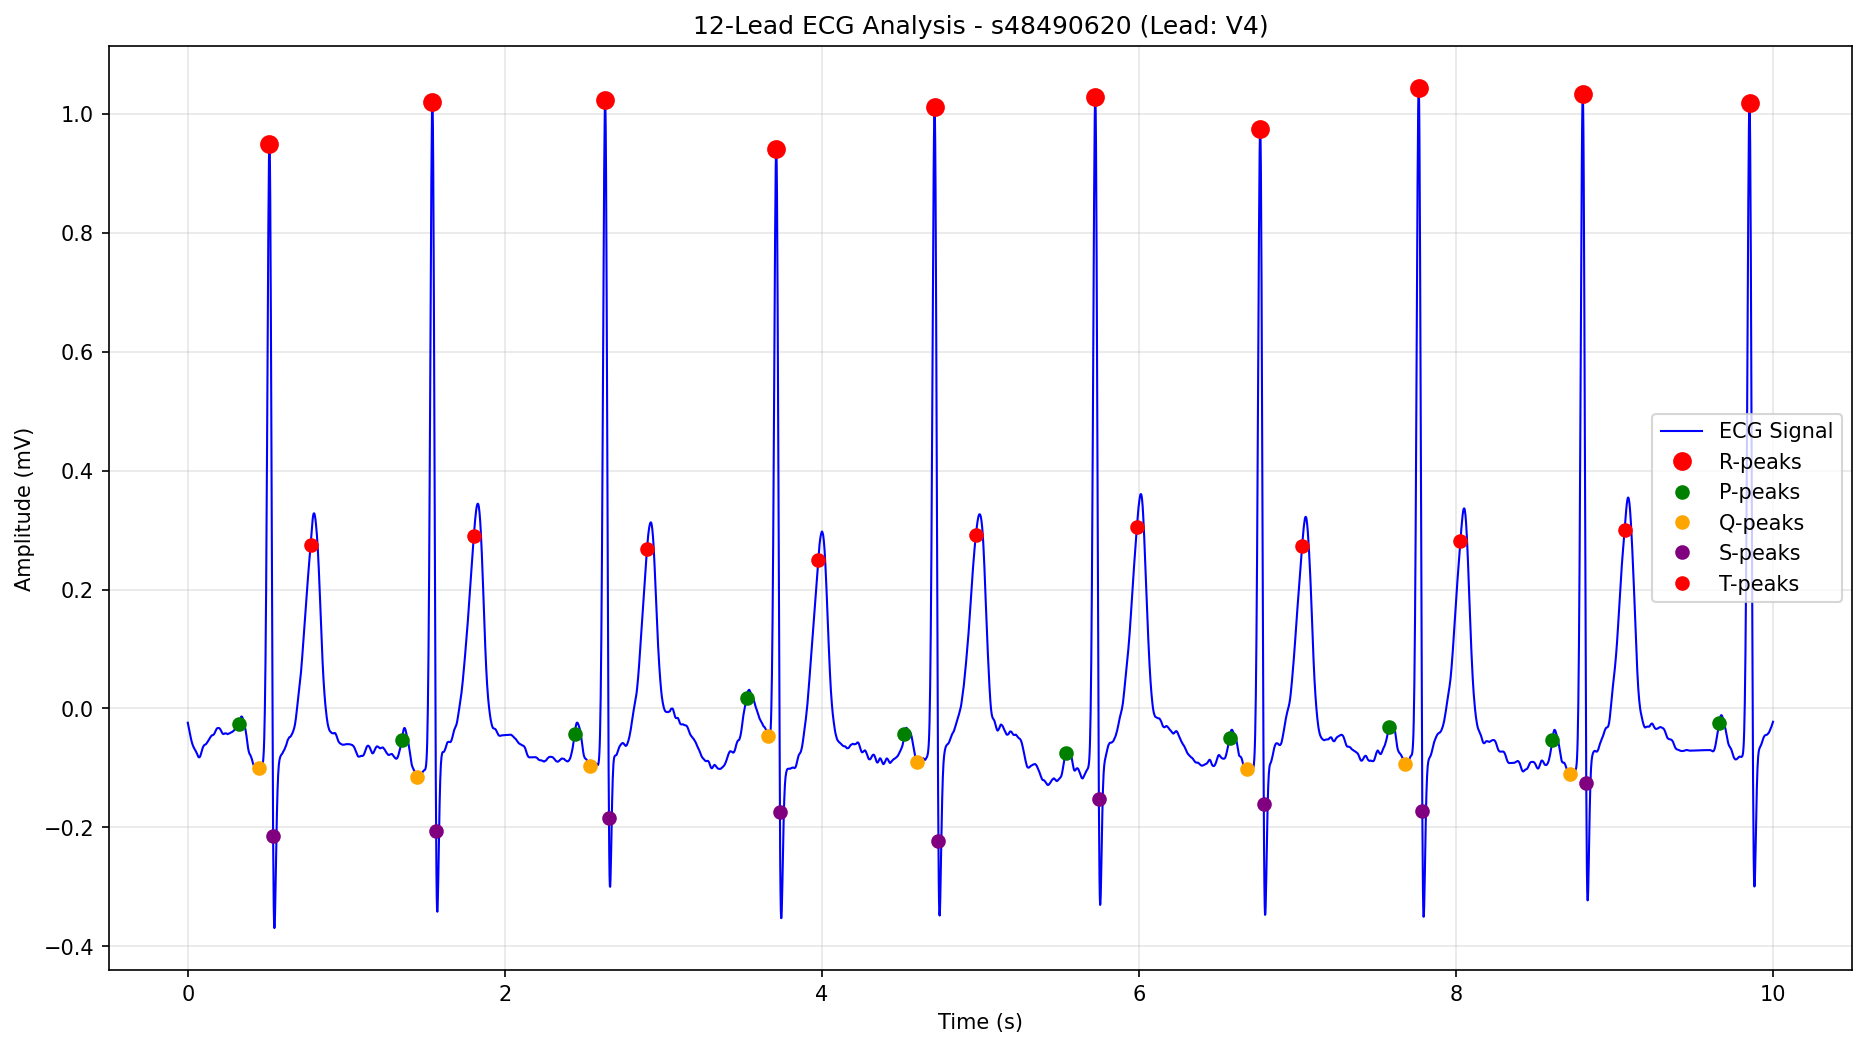 12-Lead ECG Analysis - s48490620 (Lead: V4)
Amplitude (mV)
1.0
0.8
0.6
0.4
0.2
0.0
−0.2
−0.4
ECG Signal
R-peaks
P-peaks
Q-peaks
S-peaks
T-peaks
0 2 4 6 8 10
Time (s)